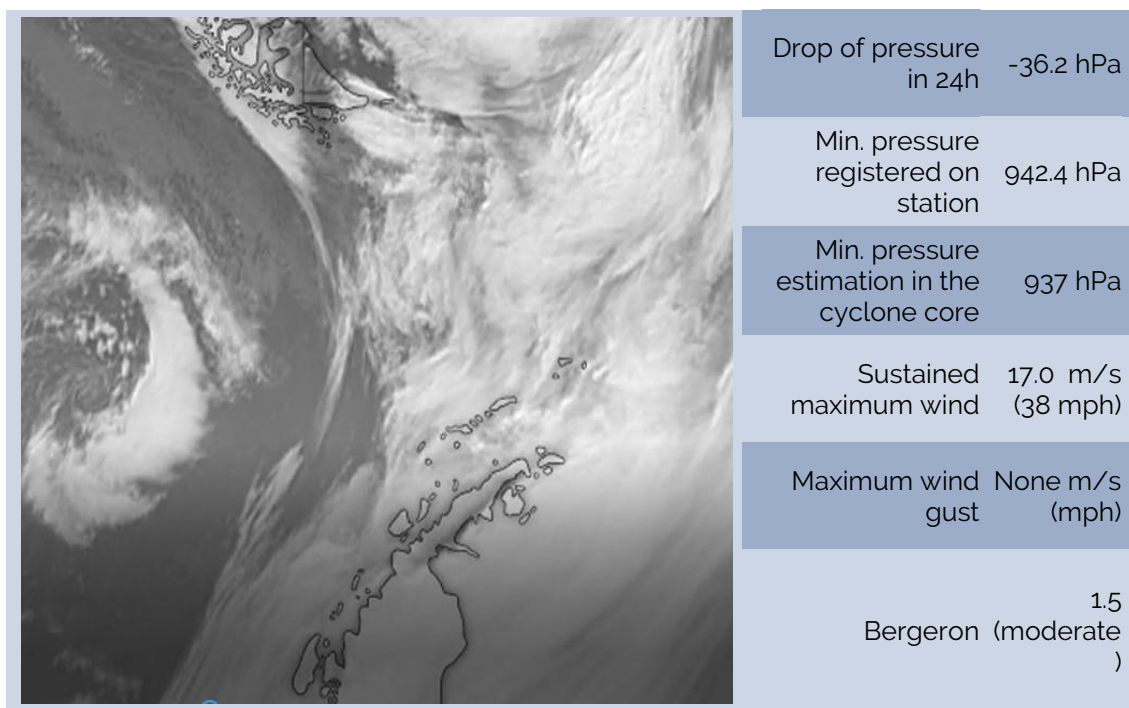 Drop of pressure
in 24h
-36.2 hPa
Min. pressure
registered on
station
942.4 hPa
Min. pressure
estimation in the
cyclone core
937 hPa
Sustained
maximum wind
17.0 m/s
(38 mph)
Maximum wind
gust
None m/s
(mph)
Bergeron
1.5
(moderate
)